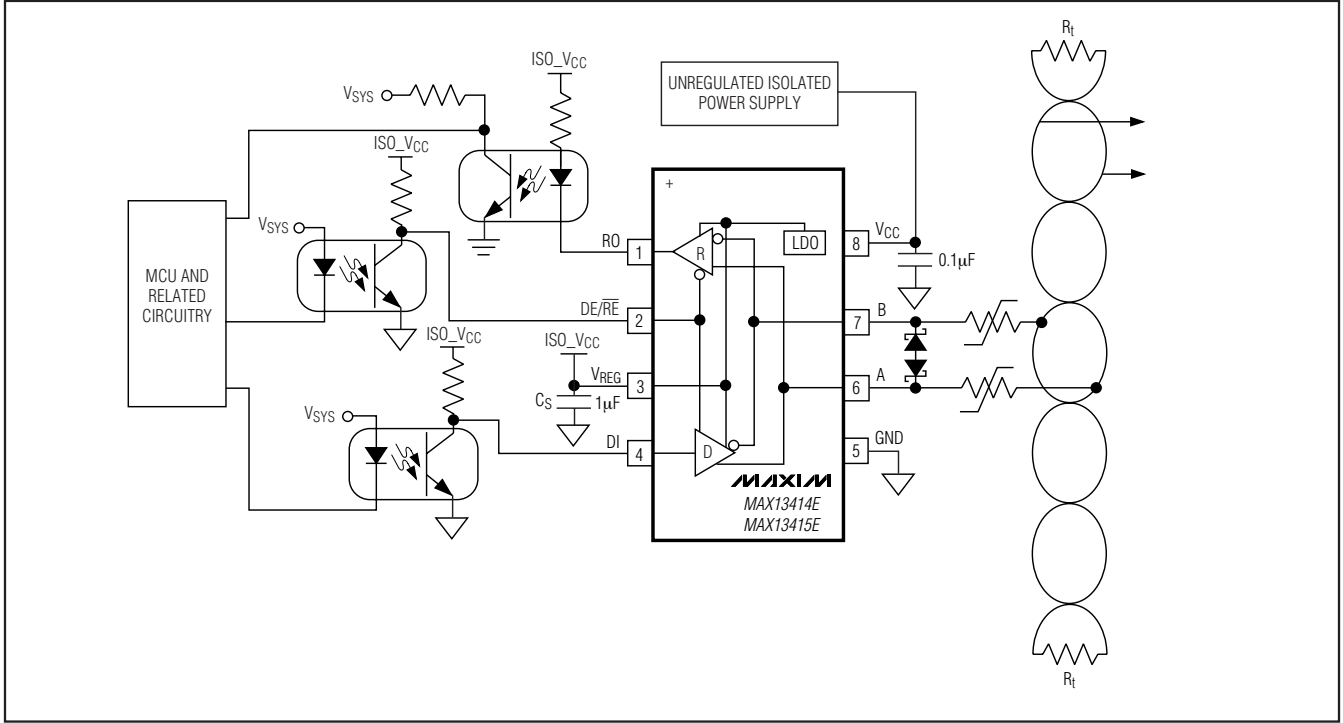 Rt
ISO_VCC
VSYS
UNREGULATED ISOLATED
POWER SUPPLY
ISO_VCC
+
VSYS
VCC
LDO
8
RO
1
R
0.1µF
MCU AND
RELATED
CIRCUITRY
DE/RE
2
B
7
ISO_VCC
ISO_VCC
VREG
3
A
6
CS
1µF
VSYS
DI
4
D
GND
5
MAXIM
MAX13414E
MAX13415E
Rt